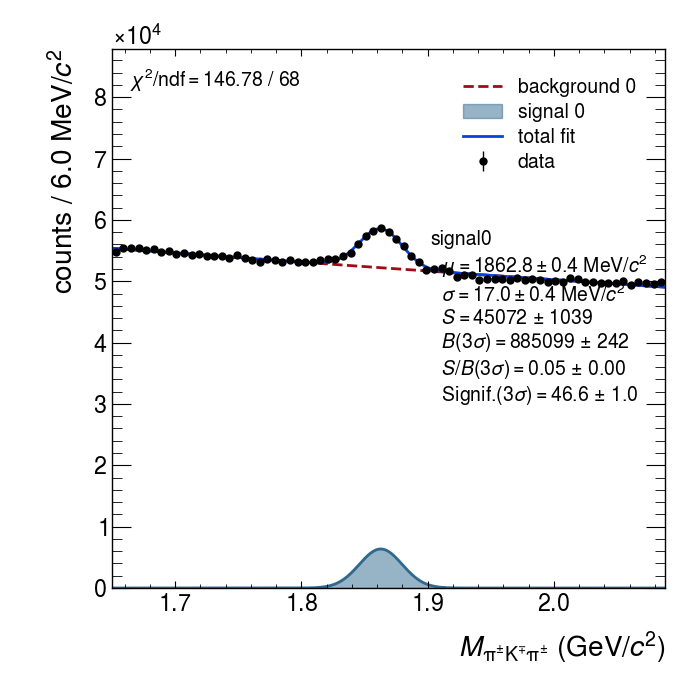 ×10⁴
counts / 6.0 MeV/c²
χ²/ndf = 146.78 / 68
background 0
signal 0
total fit
data
8
7
6
5
4
3
2
1
0
signal0
μ = 1862.8 ± 0.4 MeV/c²
σ = 17.0 ± 0.4 MeV/c²
S = 45072 ± 1039
B(3σ) = 885099 ± 242
S/B(3σ) = 0.05 ± 0.00
Signif.(3σ) = 46.6 ± 1.0
1.7 1.8 1.9 2.0
M_π±K∓π± (GeV/c²)